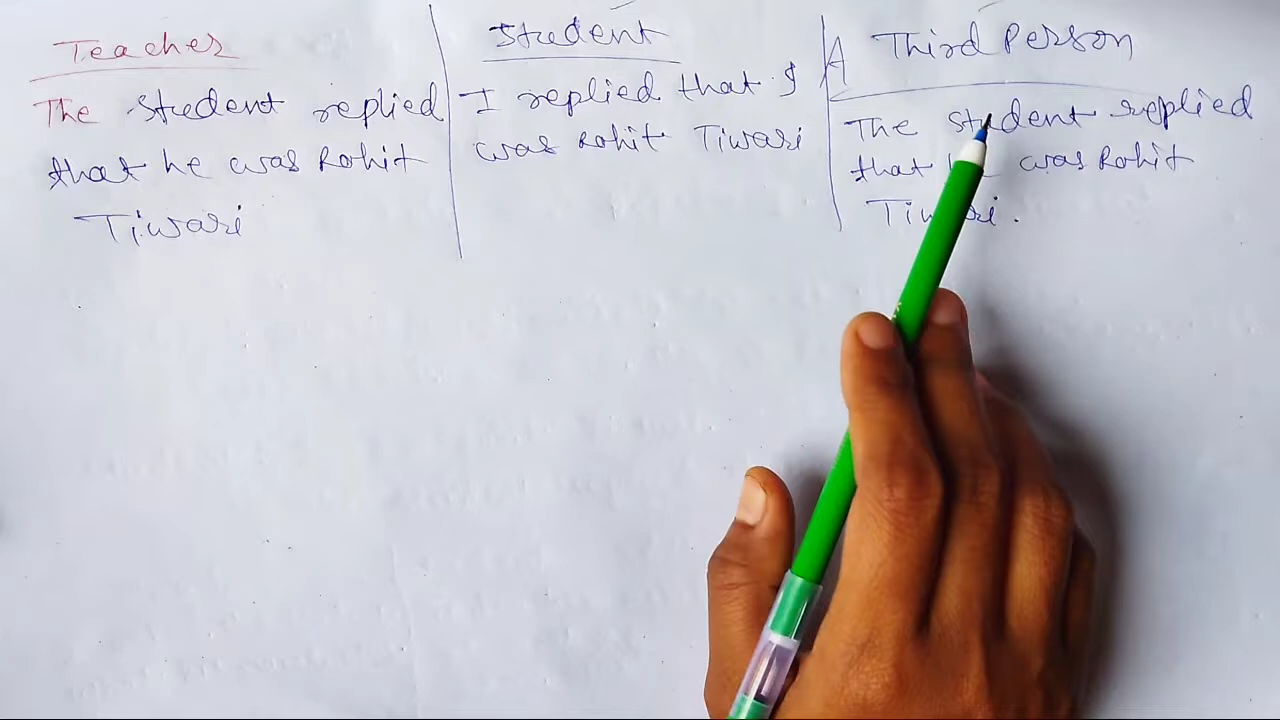 Teacher
The student replied
that he was Rohit
Tiwari
Student
I replied that I
was Rohit Tiwari
A Third Person
The student replied
that was Rohit
Tiwari.